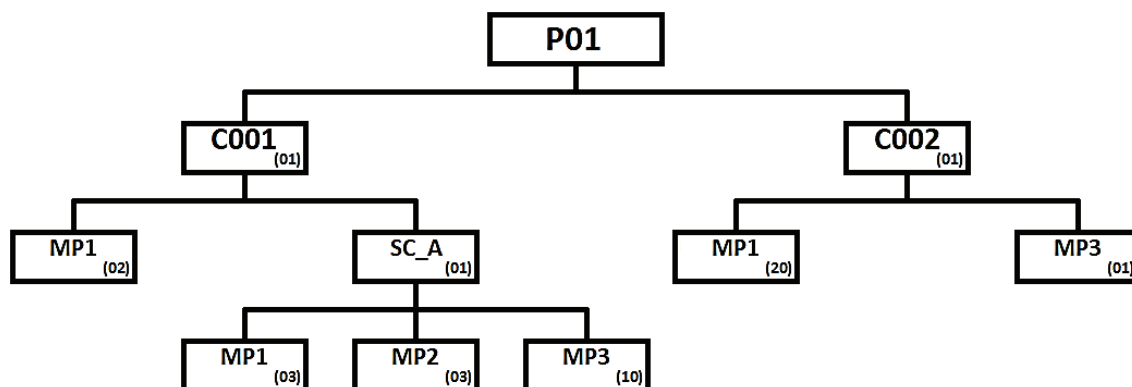 P01
C001
(01)
C002
(01)
MP1
(02)
SC_A
(01)
MP1
(20)
MP3
(01)
MP1
(03)
MP2
(03)
MP3
(10)